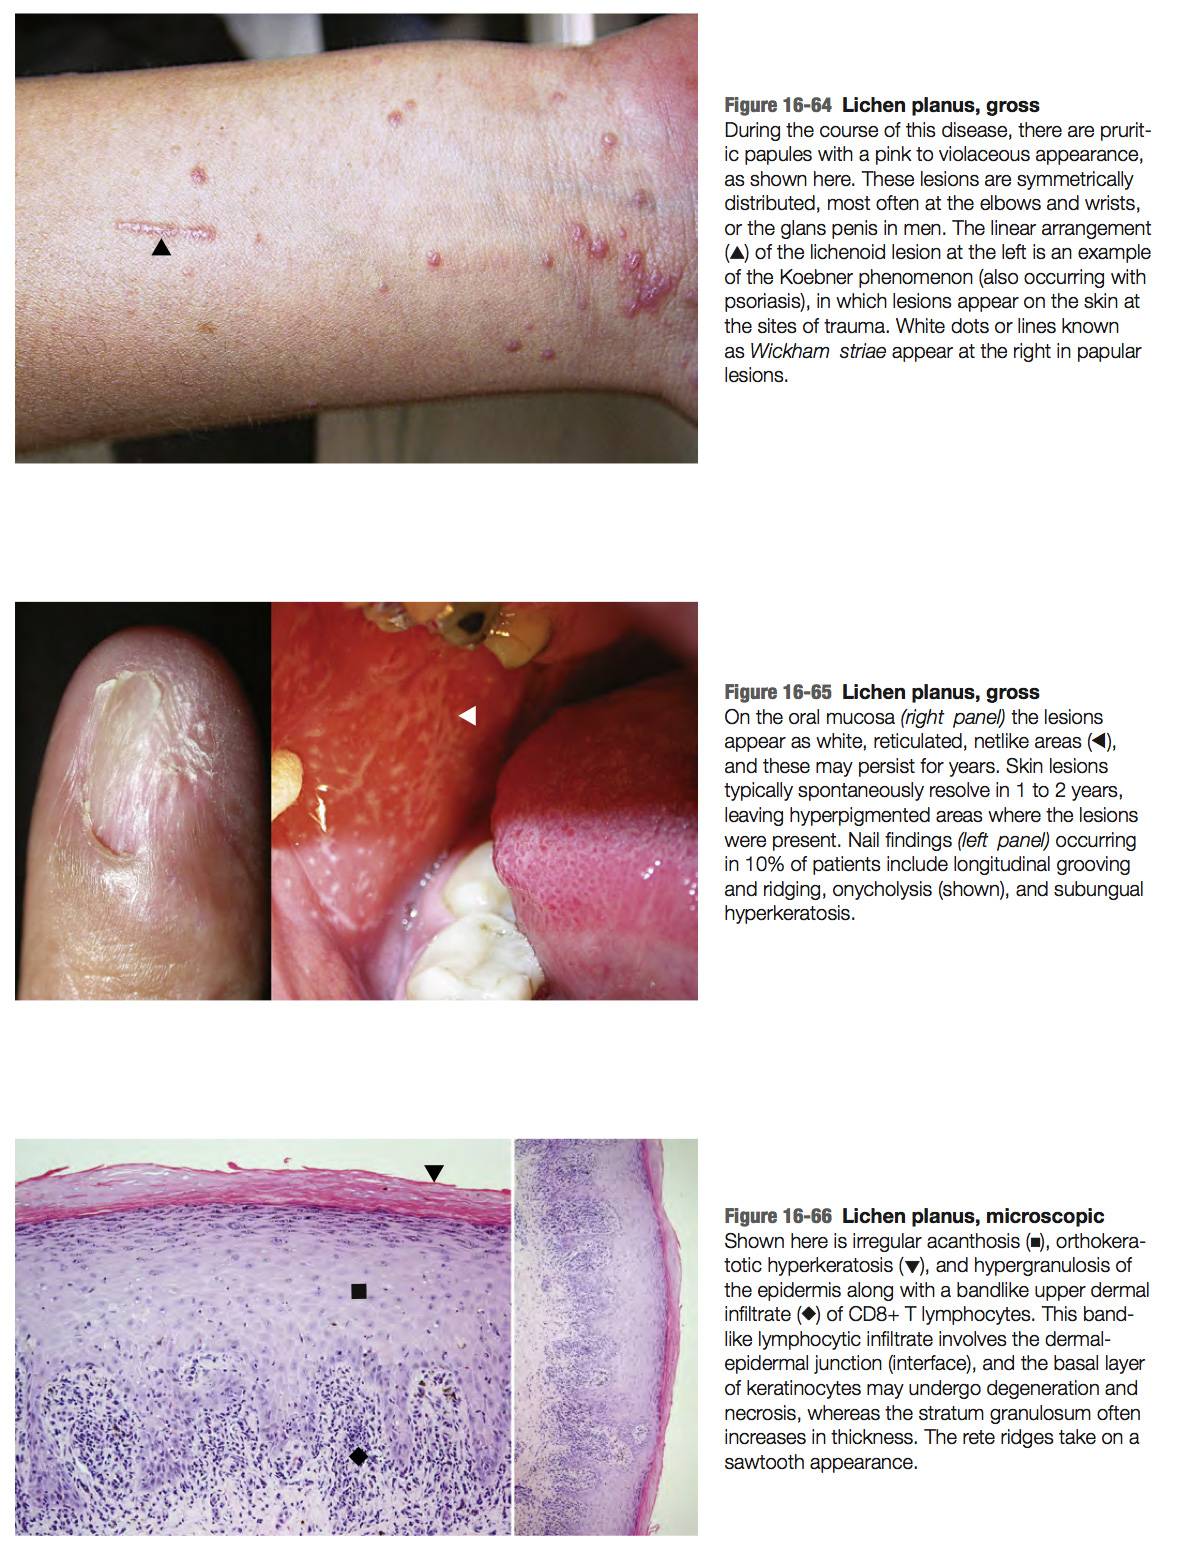 Figure 16-64 Lichen planus, gross
During the course of this disease, there are prurit-
ic papules with a pink to violaceous appearance,
as shown here. These lesions are symmetrically
distributed, most often at the elbows and wrists,
or the glans penis in men. The linear arrangement
(▲) of the lichenoid lesion at the left is an example
of the Koebner phenomenon (also occurring with
psoriasis), in which lesions appear on the skin at
the sites of trauma. White dots or lines known
as Wickham striae appear at the right in papular
lesions.
Figure 16-65 Lichen planus, gross
On the oral mucosa (right panel) the lesions
appear as white, reticulated, netlike areas (◀),
and these may persist for years. Skin lesions
typically spontaneously resolve in 1 to 2 years,
leaving hyperpigmented areas where the lesions
were present. Nail findings (left panel) occurring
in 10% of patients include longitudinal grooving
and ridging, onycholysis (shown), and subungual
hyperkeratosis.
Figure 16-66 Lichen planus, microscopic
Shown here is irregular acanthosis (■), orthokera-
totic hyperkeratosis (▼), and hypergranulosis of
the epidermis along with a bandlike upper dermal
infiltrate (◆) of CD8+ T lymphocytes. This band-
like lymphocytic infiltrate involves the dermal-
epidermal junction (interface), and the basal layer
of keratinocytes may undergo degeneration and
necrosis, whereas the stratum granulosum often
increases in thickness. The rete ridges take on a
sawtooth appearance.